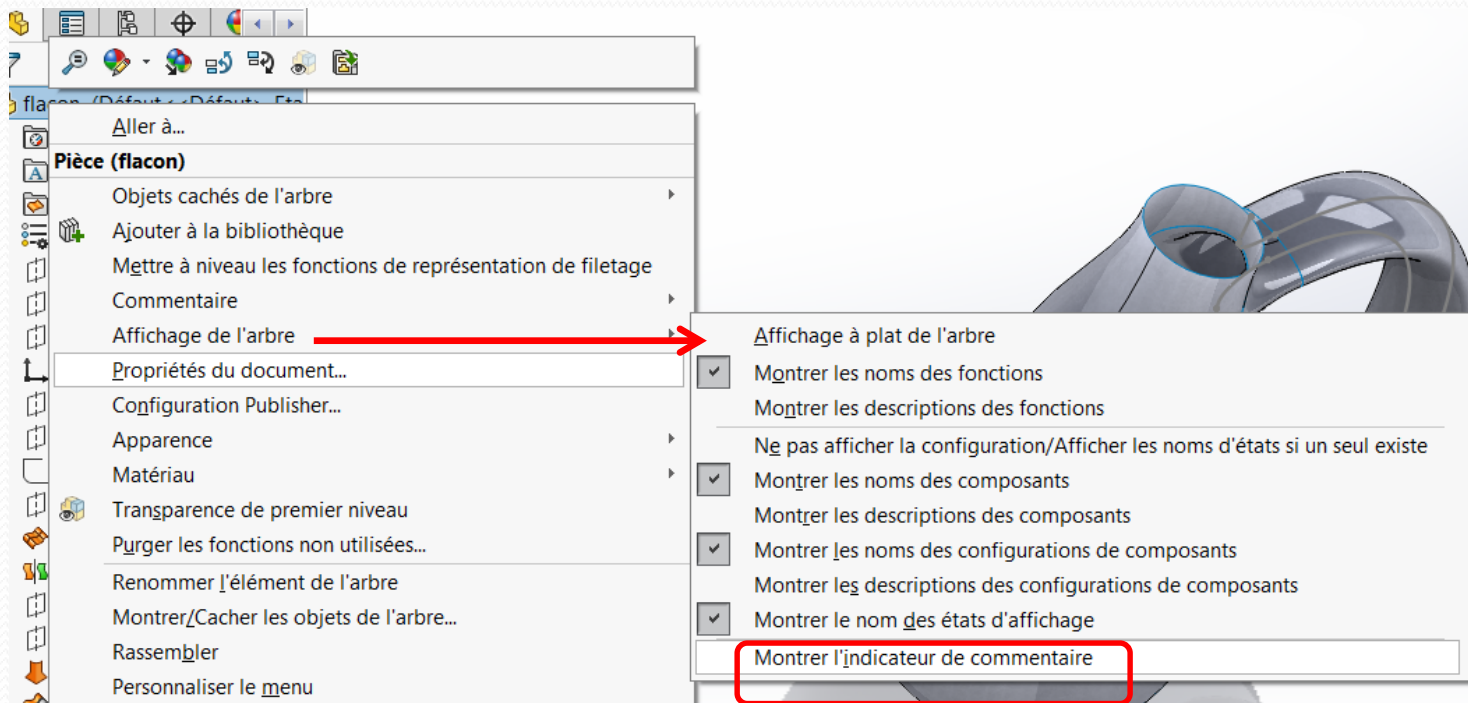 flacon (Défaut<<Défaut>_Eta
Aller à...
Pièce (flacon)
Objets cachés de l'arbre
Ajouter à la bibliothèque
Mettre à niveau les fonctions de représentation de filetage
Commentaire
Affichage de l'arbre
Propriétés du document...
Configuration Publisher...
Apparence
Matériau
Transparence de premier niveau
Purger les fonctions non utilisées...
Renommer l'élément de l'arbre
Montrer/Cacher les objets de l'arbre...
Rassembler
Personnaliser le menu
Affichage à plat de l'arbre
Montrer les noms des fonctions
Montrer les descriptions des fonctions
Ne pas afficher la configuration/Afficher les noms d'états si un seul existe
Montrer les noms des composants
Montrer les descriptions des composants
Montrer les noms des configurations de composants
Montrer les descriptions des configurations de composants
Montrer le nom des états d'affichage
Montrer l'indicateur de commentaire